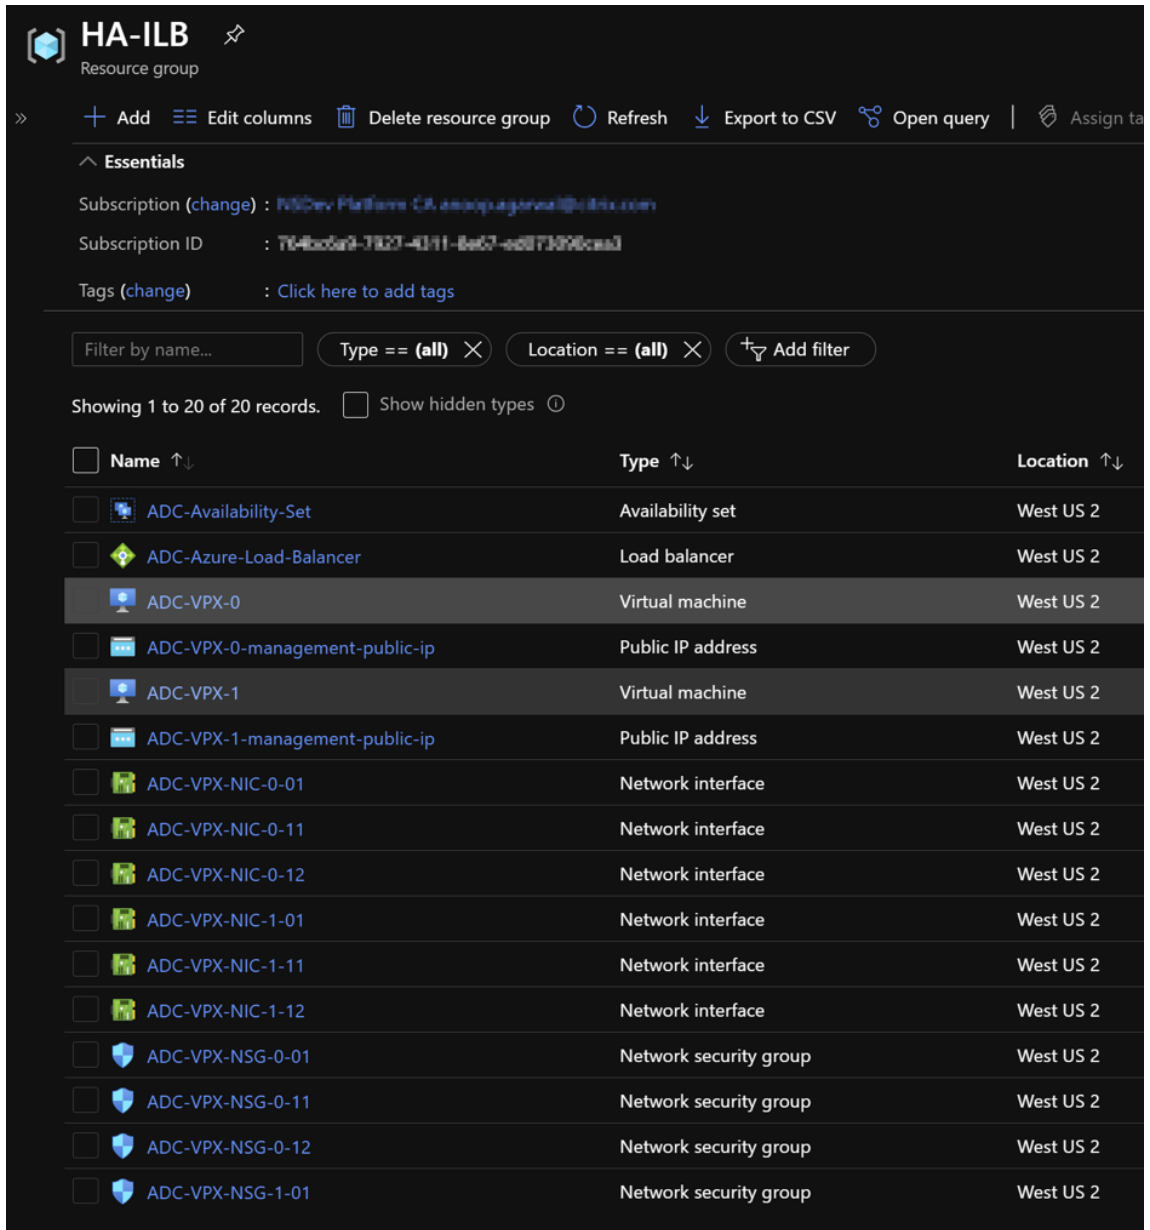 HA-ILB
Resource group
Add Edit columns Delete resource group Refresh Export to CSV Open query Assign ta
Essentials
Subscription (change) :
Subscription ID :
Tags (change) : Click here to add tags
Filter by name... Type == (all) Location == (all) Add filter
Showing 1 to 20 of 20 records. Show hidden types
Name Type Location
ADC-Availability-Set Availability set West US 2
ADC-Azure-Load-Balancer Load balancer West US 2
ADC-VPX-0 Virtual machine West US 2
ADC-VPX-0-management-public-ip Public IP address West US 2
ADC-VPX-1 Virtual machine West US 2
ADC-VPX-1-management-public-ip Public IP address West US 2
ADC-VPX-NIC-0-01 Network interface West US 2
ADC-VPX-NIC-0-11 Network interface West US 2
ADC-VPX-NIC-0-12 Network interface West US 2
ADC-VPX-NIC-1-01 Network interface West US 2
ADC-VPX-NIC-1-11 Network interface West US 2
ADC-VPX-NIC-1-12 Network interface West US 2
ADC-VPX-NSG-0-01 Network security group West US 2
ADC-VPX-NSG-0-11 Network security group West US 2
ADC-VPX-NSG-0-12 Network security group West US 2
ADC-VPX-NSG-1-01 Network security group West US 2